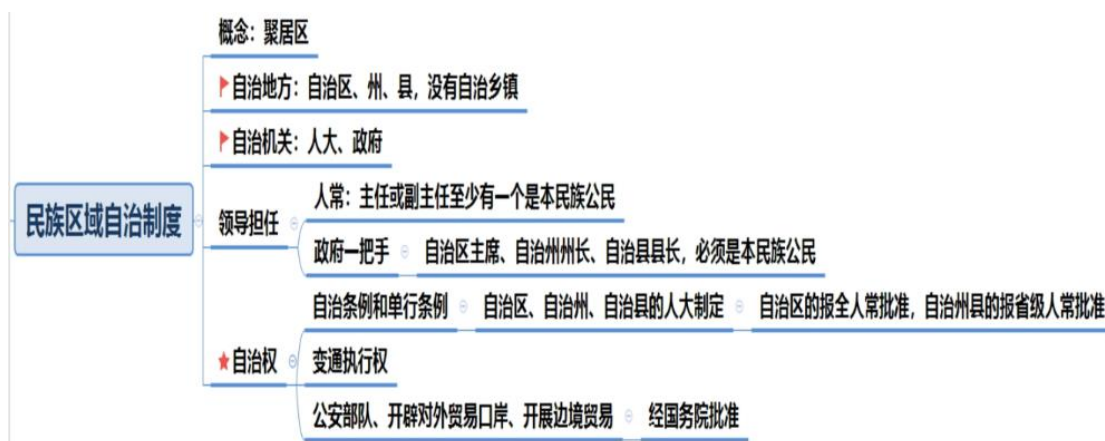 概念：聚居区
自治地方：自治区、州、县，没有自治乡镇
自治机关：人大、政府
民族区域自治制度
领导担任
人常：主任或副主任至少有一个是本民族公民
政府一把手
自治区主席、自治州州长、自治县县长，必须是本民族公民
自治权
自治条例和单行条例
自治区、自治州、自治县的人大制定
自治区的报全人常批准，自治州县的报省级人常批准
变通执行权
公安部队、开辟对外贸易口岸、开展边境贸易
经国务院批准